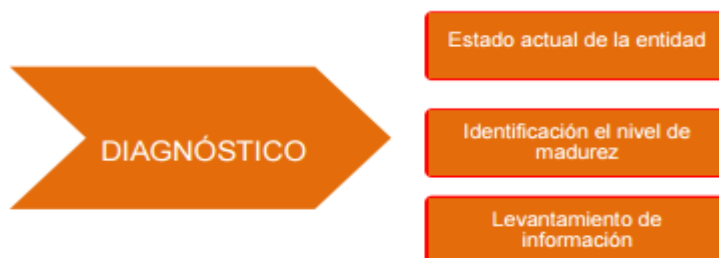 DIAGNÓSTICO
Estado actual de la entidad
Identificación el nivel de
madurez
Levantamiento de
información